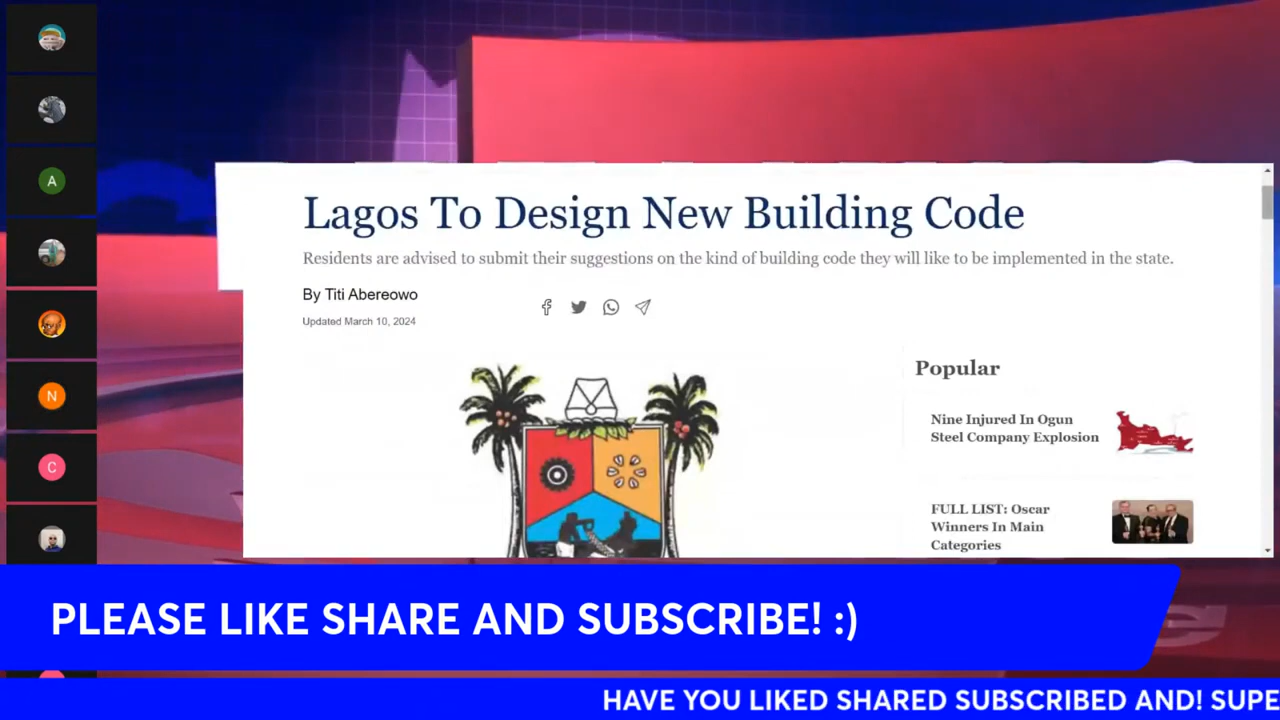 A
N
C
Lagos To Design New Building Code
Residents are advised to submit their suggestions on the kind of building code they will like to be implemented in the state.
By Titi Abereowo
Updated March 10, 2024
Popular
Nine Injured In Ogun
Steel Company Explosion
FULL LIST: Oscar
Winners In Main
Categories
PLEASE LIKE SHARE AND SUBSCRIBE! :)
HAVE YOU LIKED SHARED SUBSCRIBED AND! SUPE